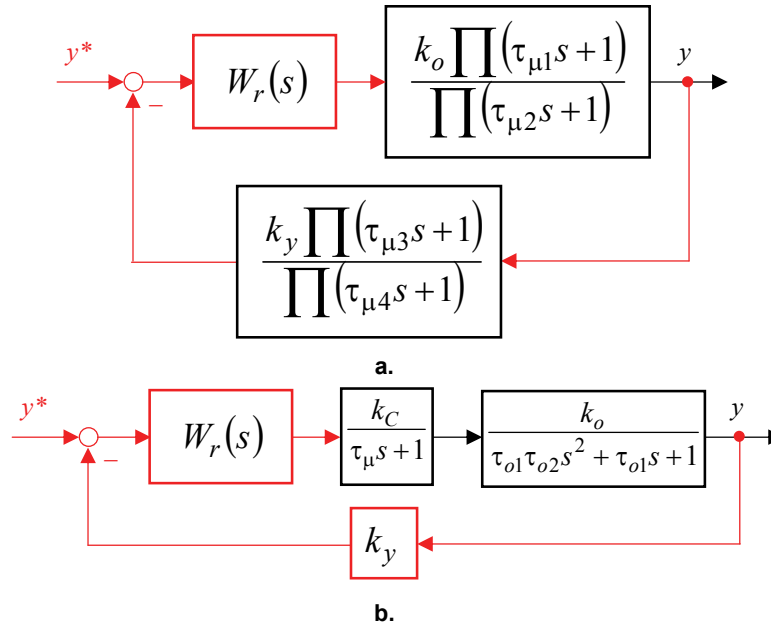 y*
−
W_r(s)
k_o ∏(τ_μ1 s + 1)
∏(τ_μ2 s + 1)
y
k_y ∏(τ_μ3 s + 1)
∏(τ_μ4 s + 1)
a.
y*
−
W_r(s)
k_C
τ_μ s + 1
k_o
τ_o1 τ_o2 s² + τ_o1 s + 1
y
k_y
b.